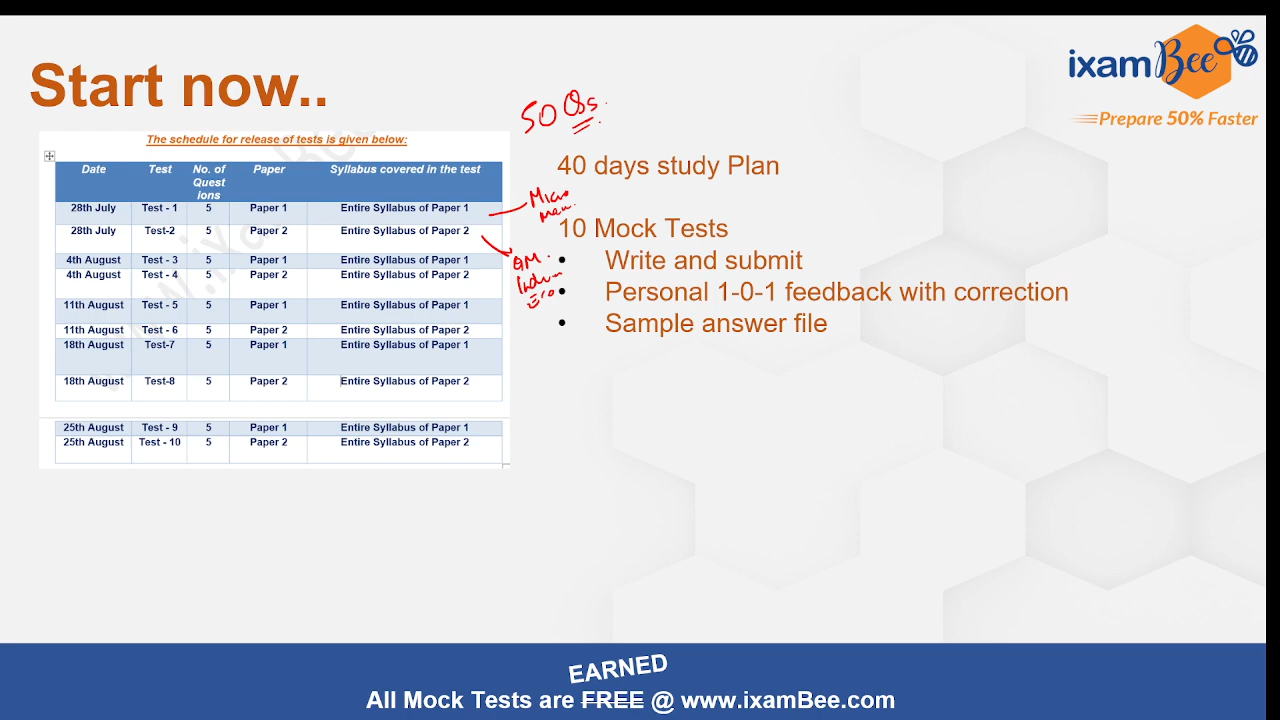 Start now..
ixamBee
Prepare 50% Faster
50 Qs.
The schedule for release of tests is given below:
Date Test No. of Quest ions Paper Syllabus covered in the test
28th July Test - 1 5 Paper 1 Entire Syllabus of Paper 1
28th July Test-2 5 Paper 2 Entire Syllabus of Paper 2
4th August Test - 3 5 Paper 1 Entire Syllabus of Paper 1
4th August Test - 4 5 Paper 2 Entire Syllabus of Paper 2
11th August Test - 5 5 Paper 1 Entire Syllabus of Paper 1
11th August Test - 6 5 Paper 2 Entire Syllabus of Paper 2
18th August Test-7 5 Paper 1 Entire Syllabus of Paper 1
18th August Test-8 5 Paper 2 Entire Syllabus of Paper 2
25th August Test - 9 5 Paper 1 Entire Syllabus of Paper 1
25th August Test - 10 5 Paper 2 Entire Syllabus of Paper 2
40 days study Plan
10 Mock Tests
• Write and submit
• Personal 1-0-1 feedback with correction
• Sample answer file
EARNED
All Mock Tests are FREE @ www.ixamBee.com